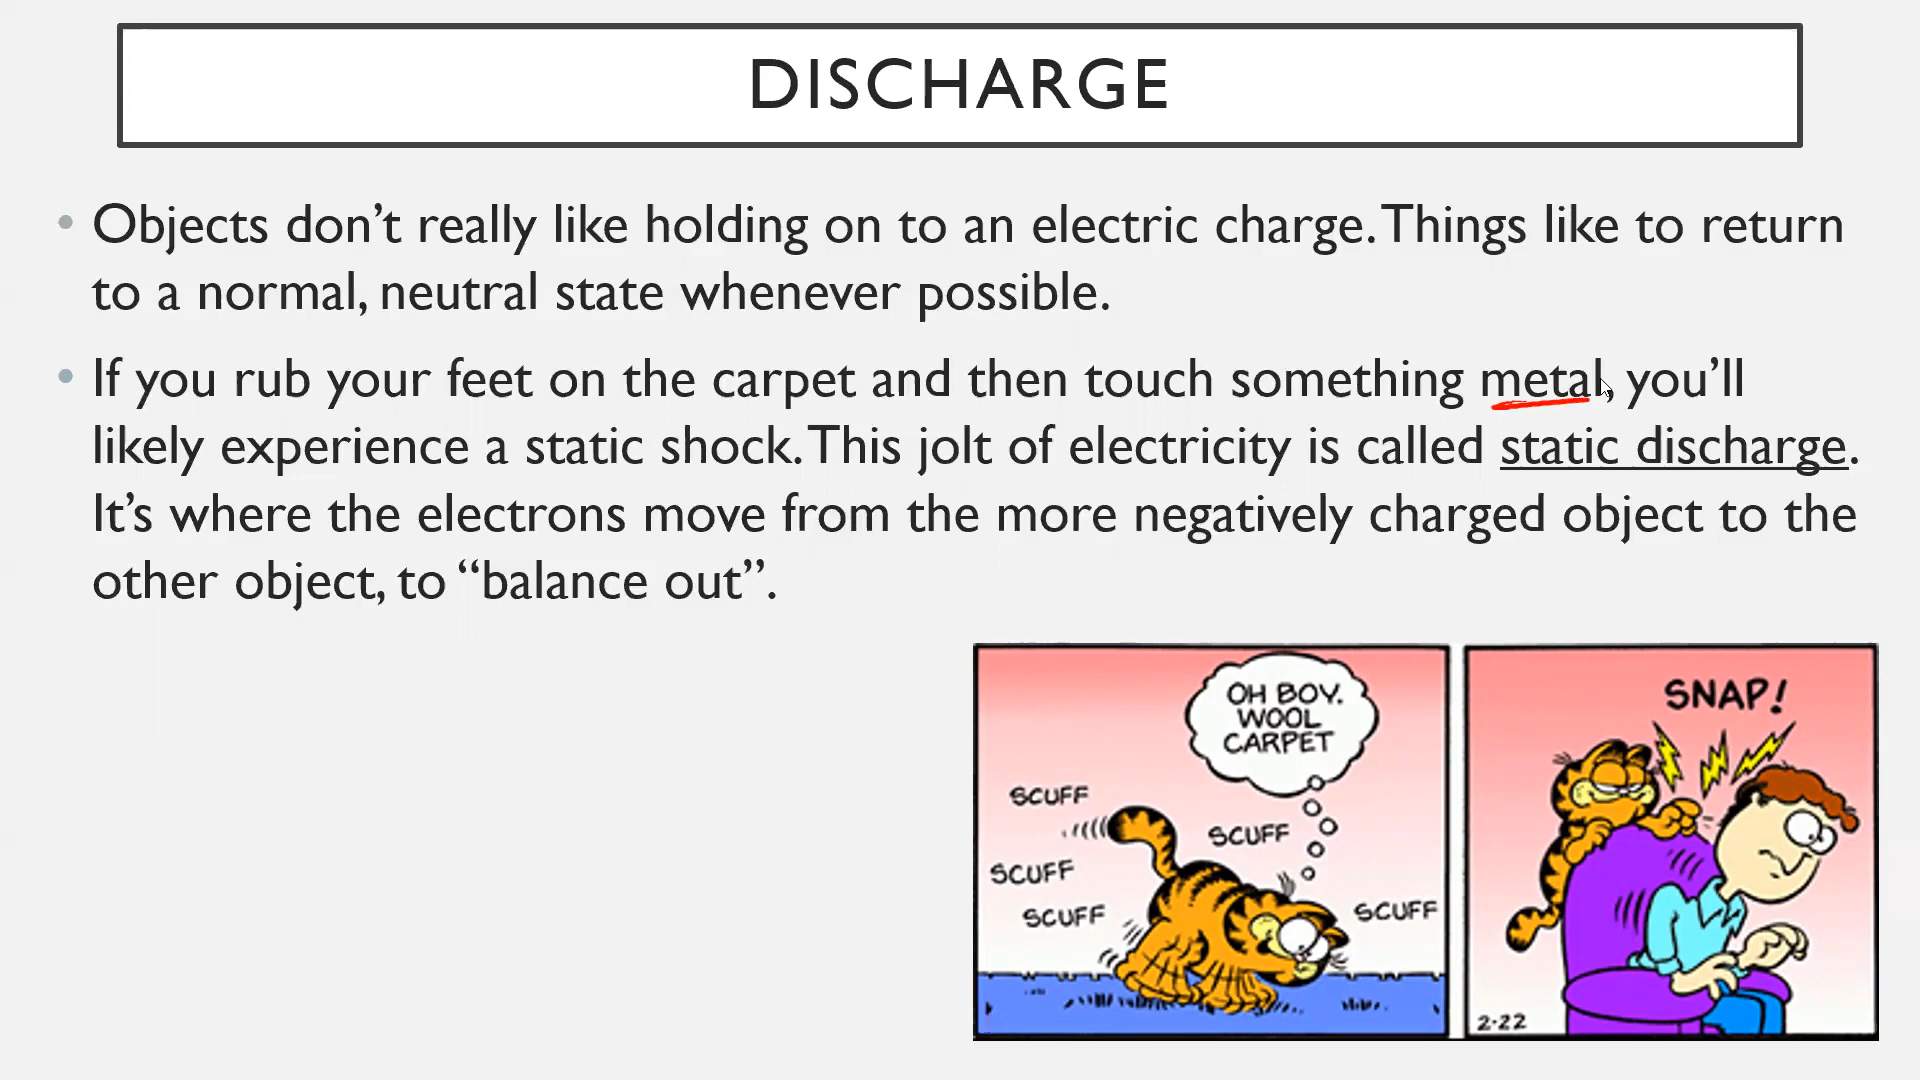 DISCHARGE
• Objects don’t really like holding on to an electric charge. Things like to return
to a normal, neutral state whenever possible.
• If you rub your feet on the carpet and then touch something metal, you’ll
likely experience a static shock. This jolt of electricity is called static discharge.
It’s where the electrons move from the more negatively charged object to the
other object, to “balance out”.
OH BOY.
WOOL
CARPET
SCUFF
SCUFF
SCUFF
SCUFF
SCUFF
SNAP!
2-22